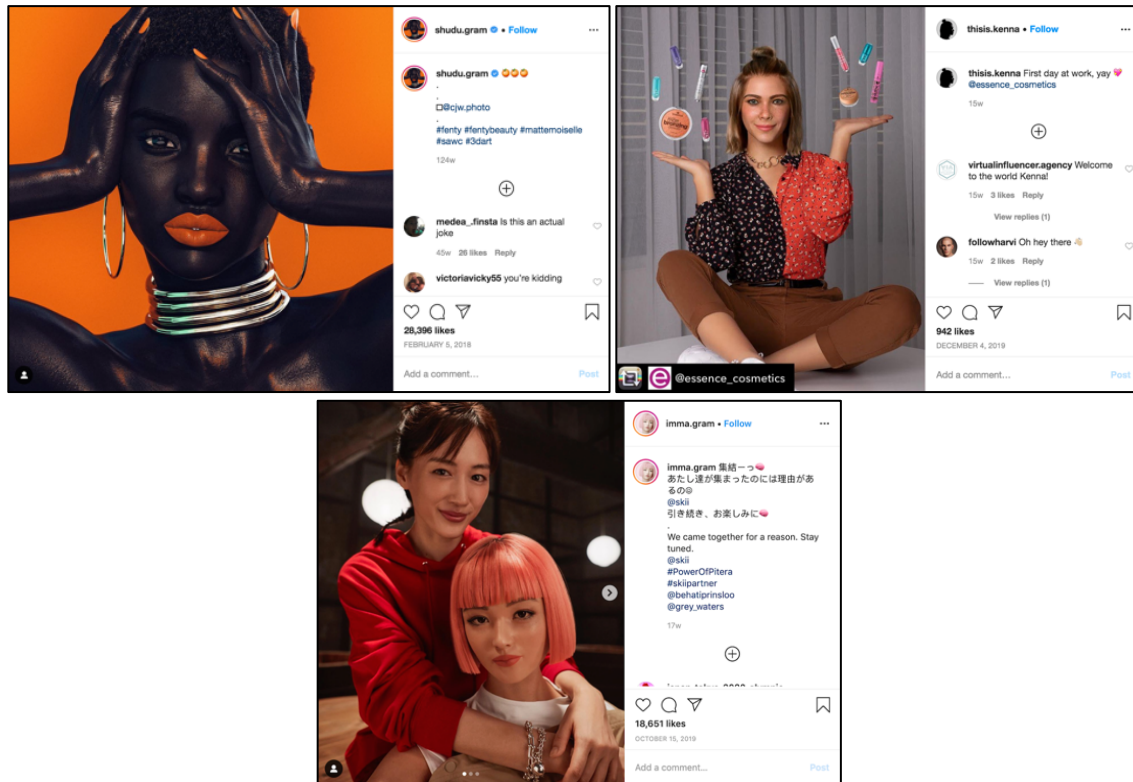 shudu.gram • Follow
shudu.gram
.
.
@cjw.photo
.
#fenty #fentybeauty #mattemoiselle
#sawc #3dart
124w
medea_.finsta Is this an actual
joke
45w 28 likes Reply
victoriavicky55 you're kidding
28,396 likes
FEBRUARY 5, 2018
Add a comment... Post
thisis.kenna • Follow
thisis.kenna First day at work, yay 💖
@essence_cosmetics
15w
virtualinfluencer.agency Welcome
to the world Kenna!
15w 3 likes Reply
View replies (1)
followharvi Oh hey there 👋🏼
15w 2 likes Reply
View replies (1)
942 likes
DECEMBER 4, 2019
Add a comment... Post
e @essence_cosmetics
imma.gram • Follow
imma.gram 集結ーっ🧠
あたし達が集まったのには理由があ
るの
@skii
引き続き、お楽しみに🧠
.
We came together for a reason. Stay
tuned.
@skii
#PowerOfPitera
#skiipartner
@behatiprinsloo
@grey_waters
17w
18,651 likes
OCTOBER 15, 2019
Add a comment... Post